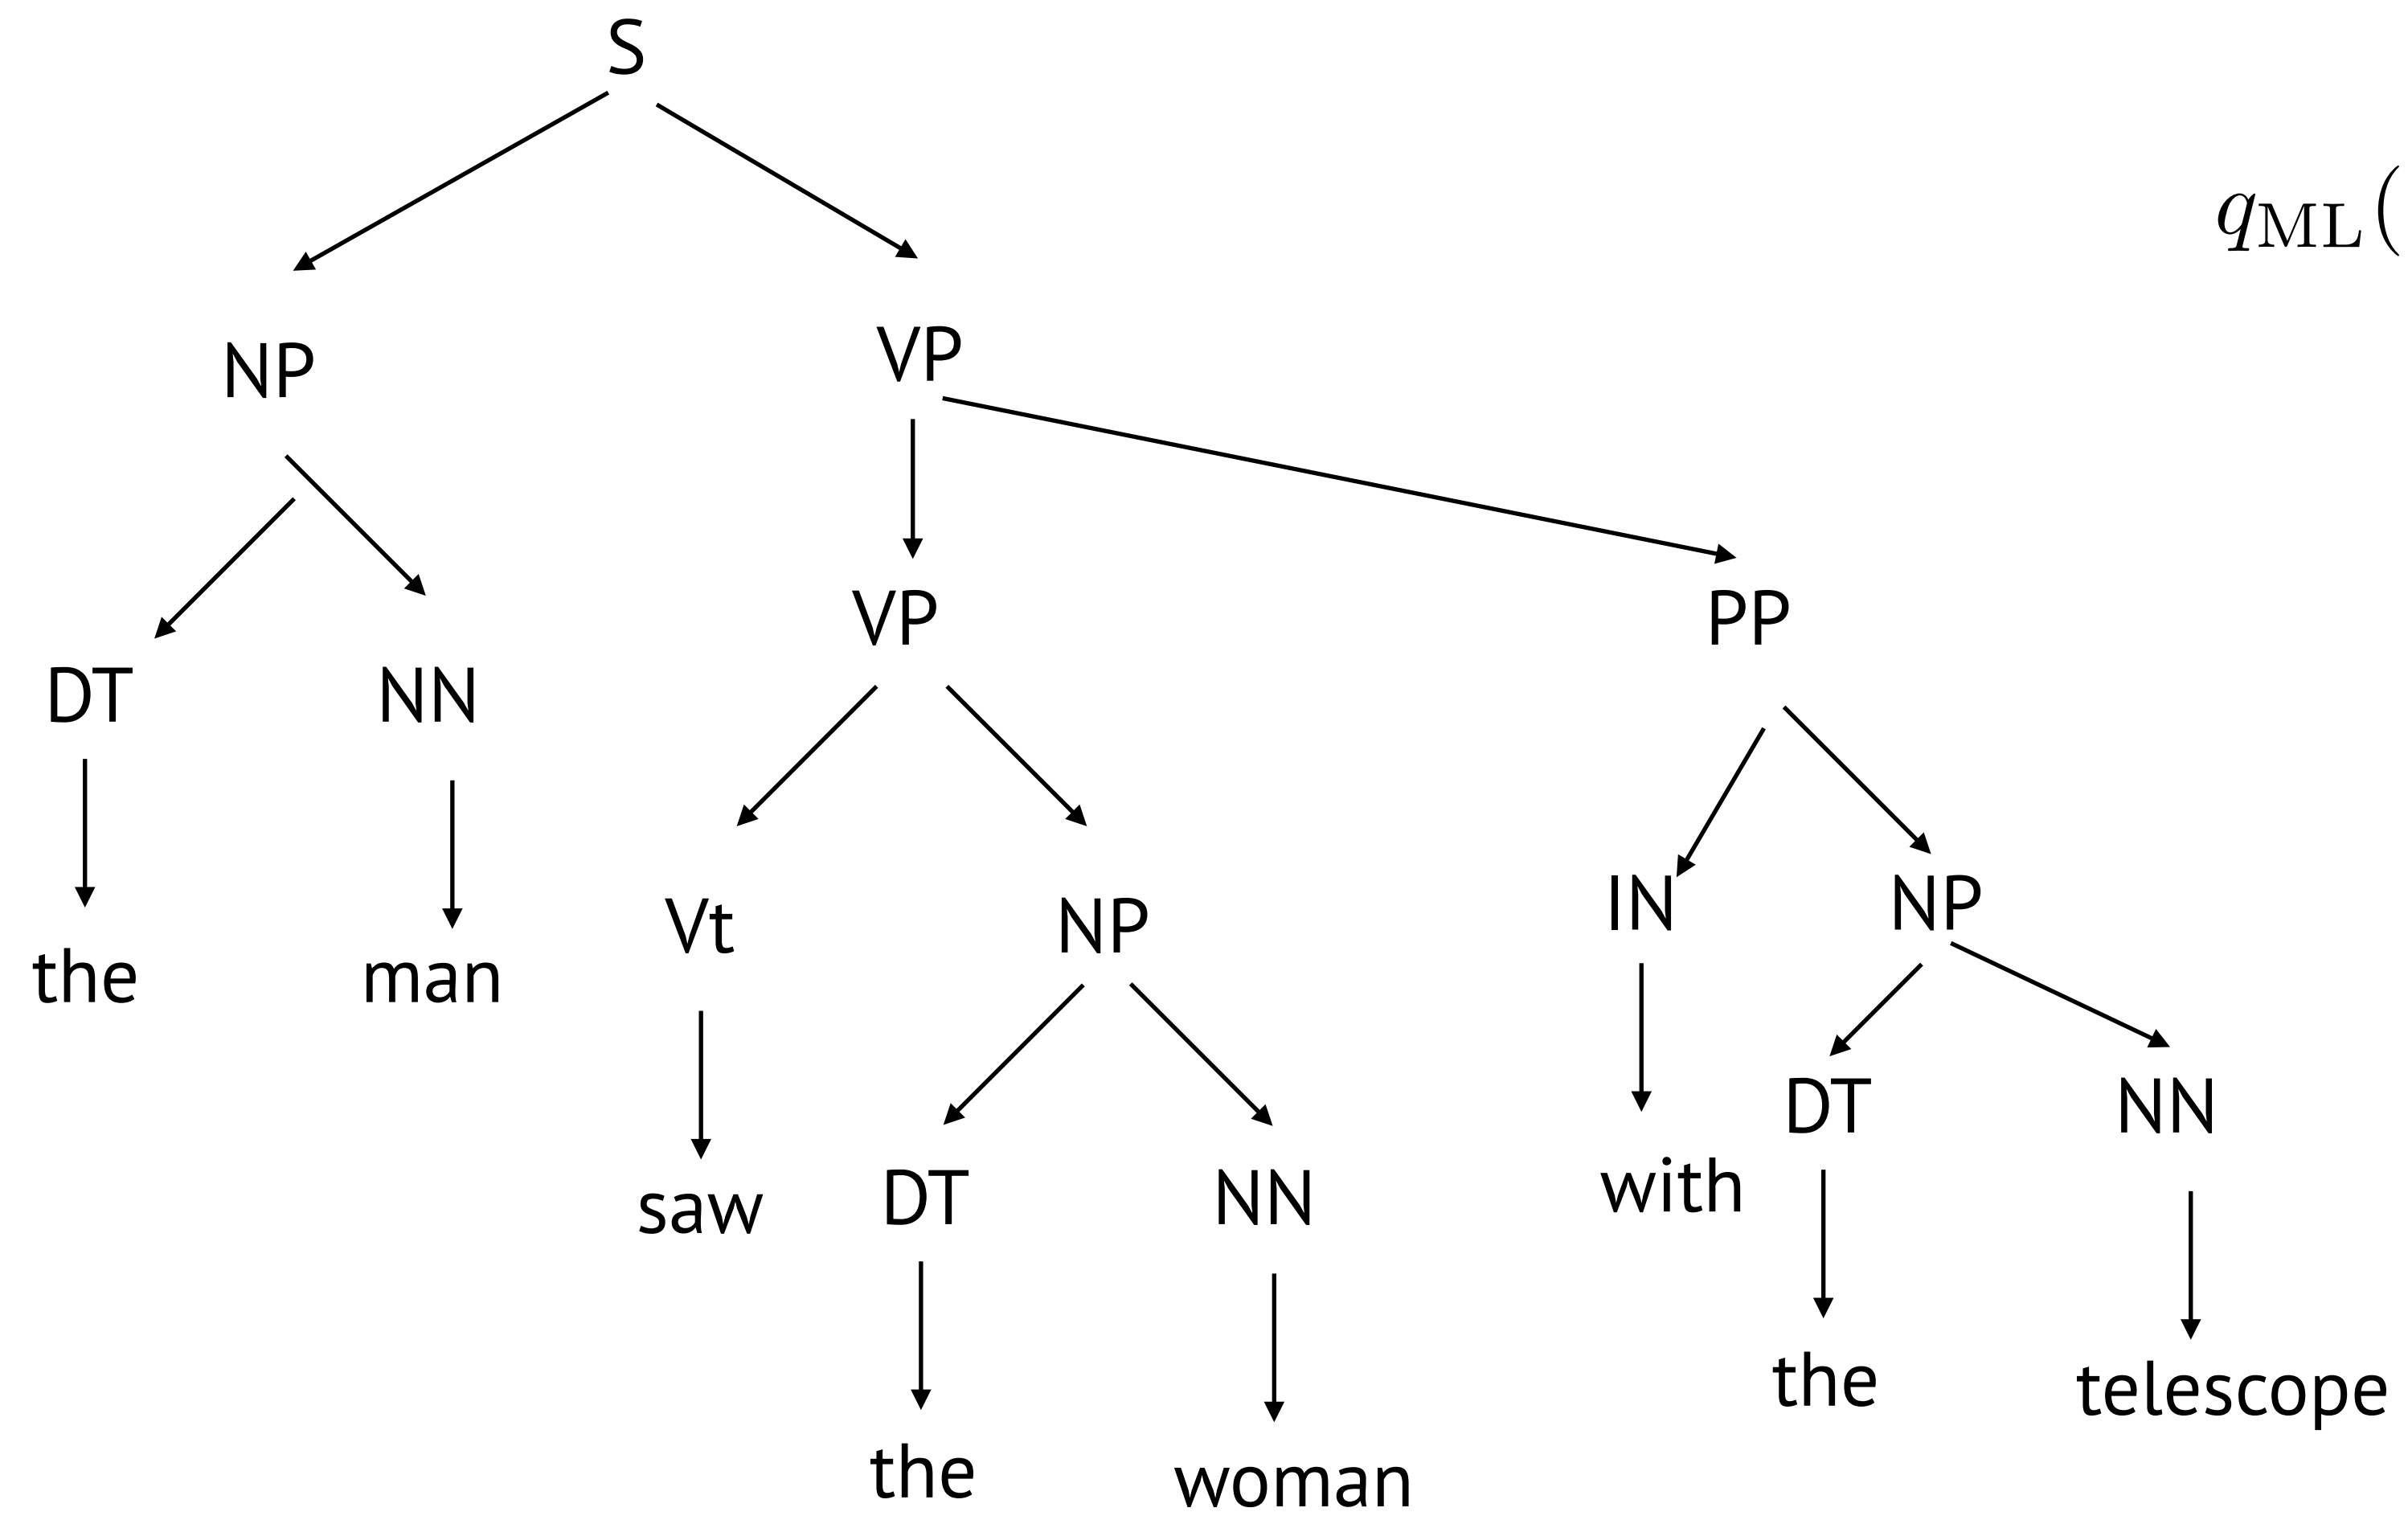 S
qML(
NP VP
VP PP
DT NN
Vt NP IN NP
the man
DT NN
saw DT NN with
the telescope
the woman